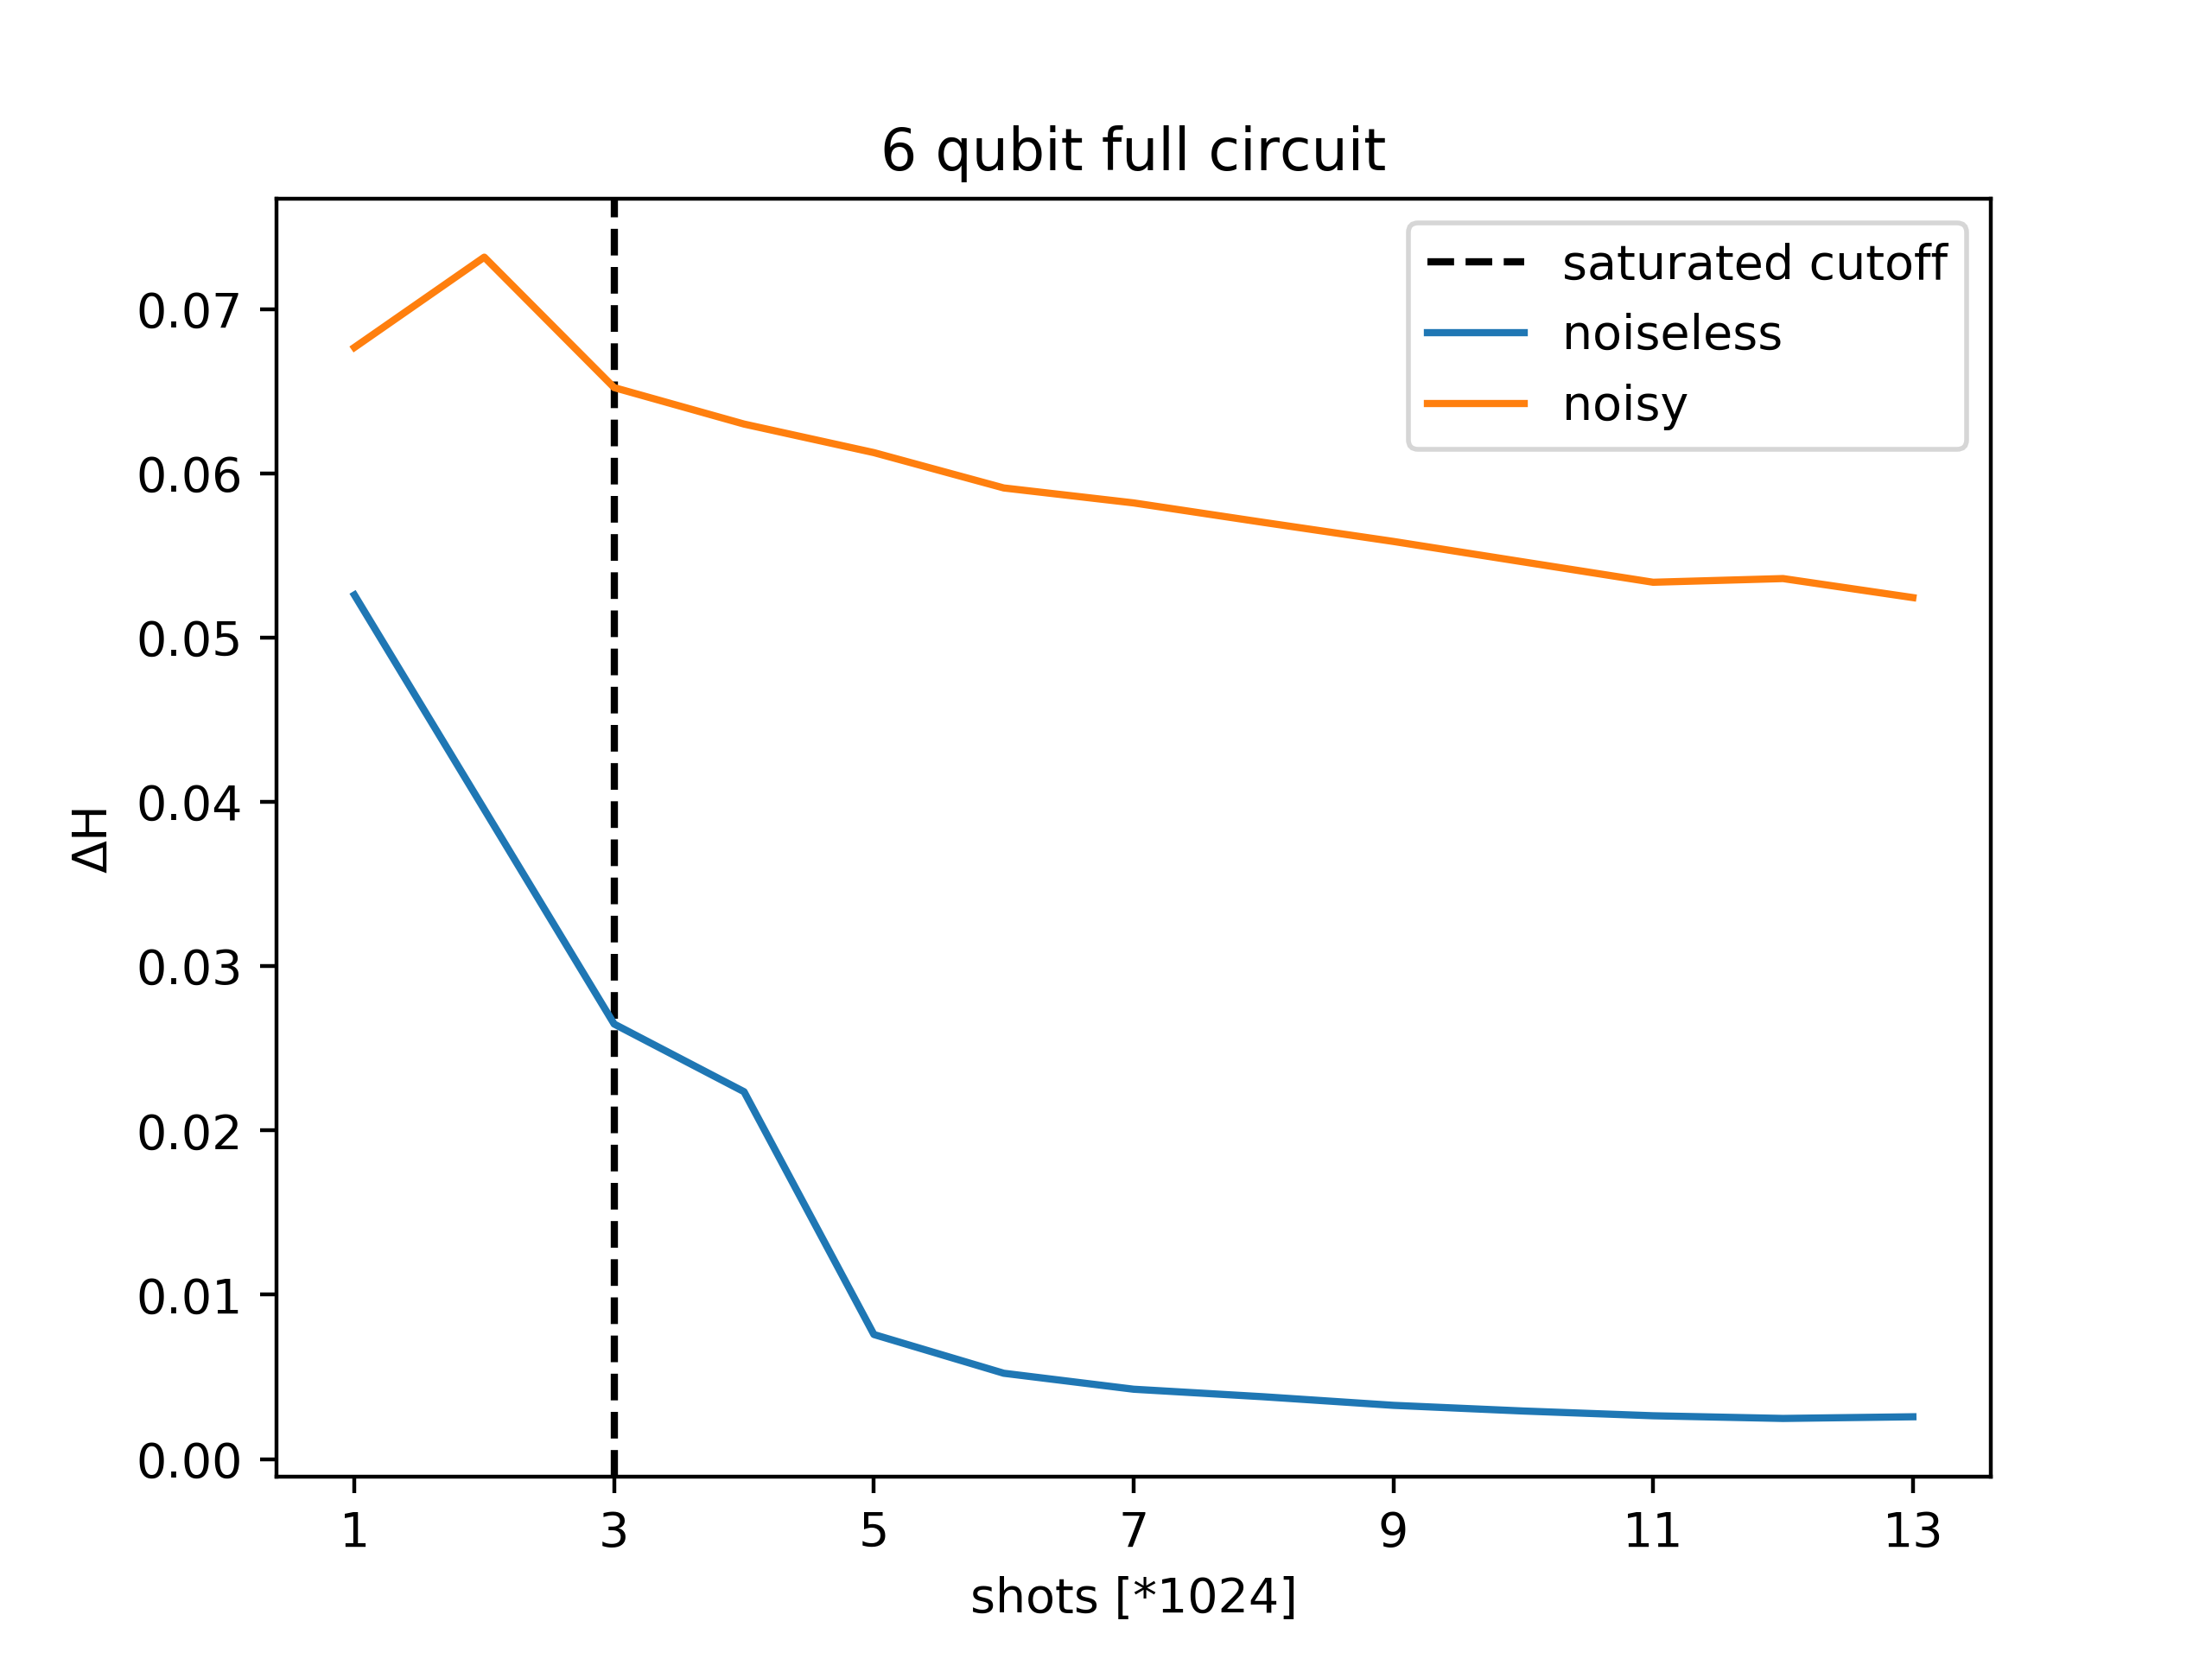 6 qubit full circuit
saturated cutoff
noiseless
noisy
0.07
0.06
0.05
0.04
0.03
0.02
0.01
0.00
ΔH
1 3 5 7 9 11 13
shots [*1024]